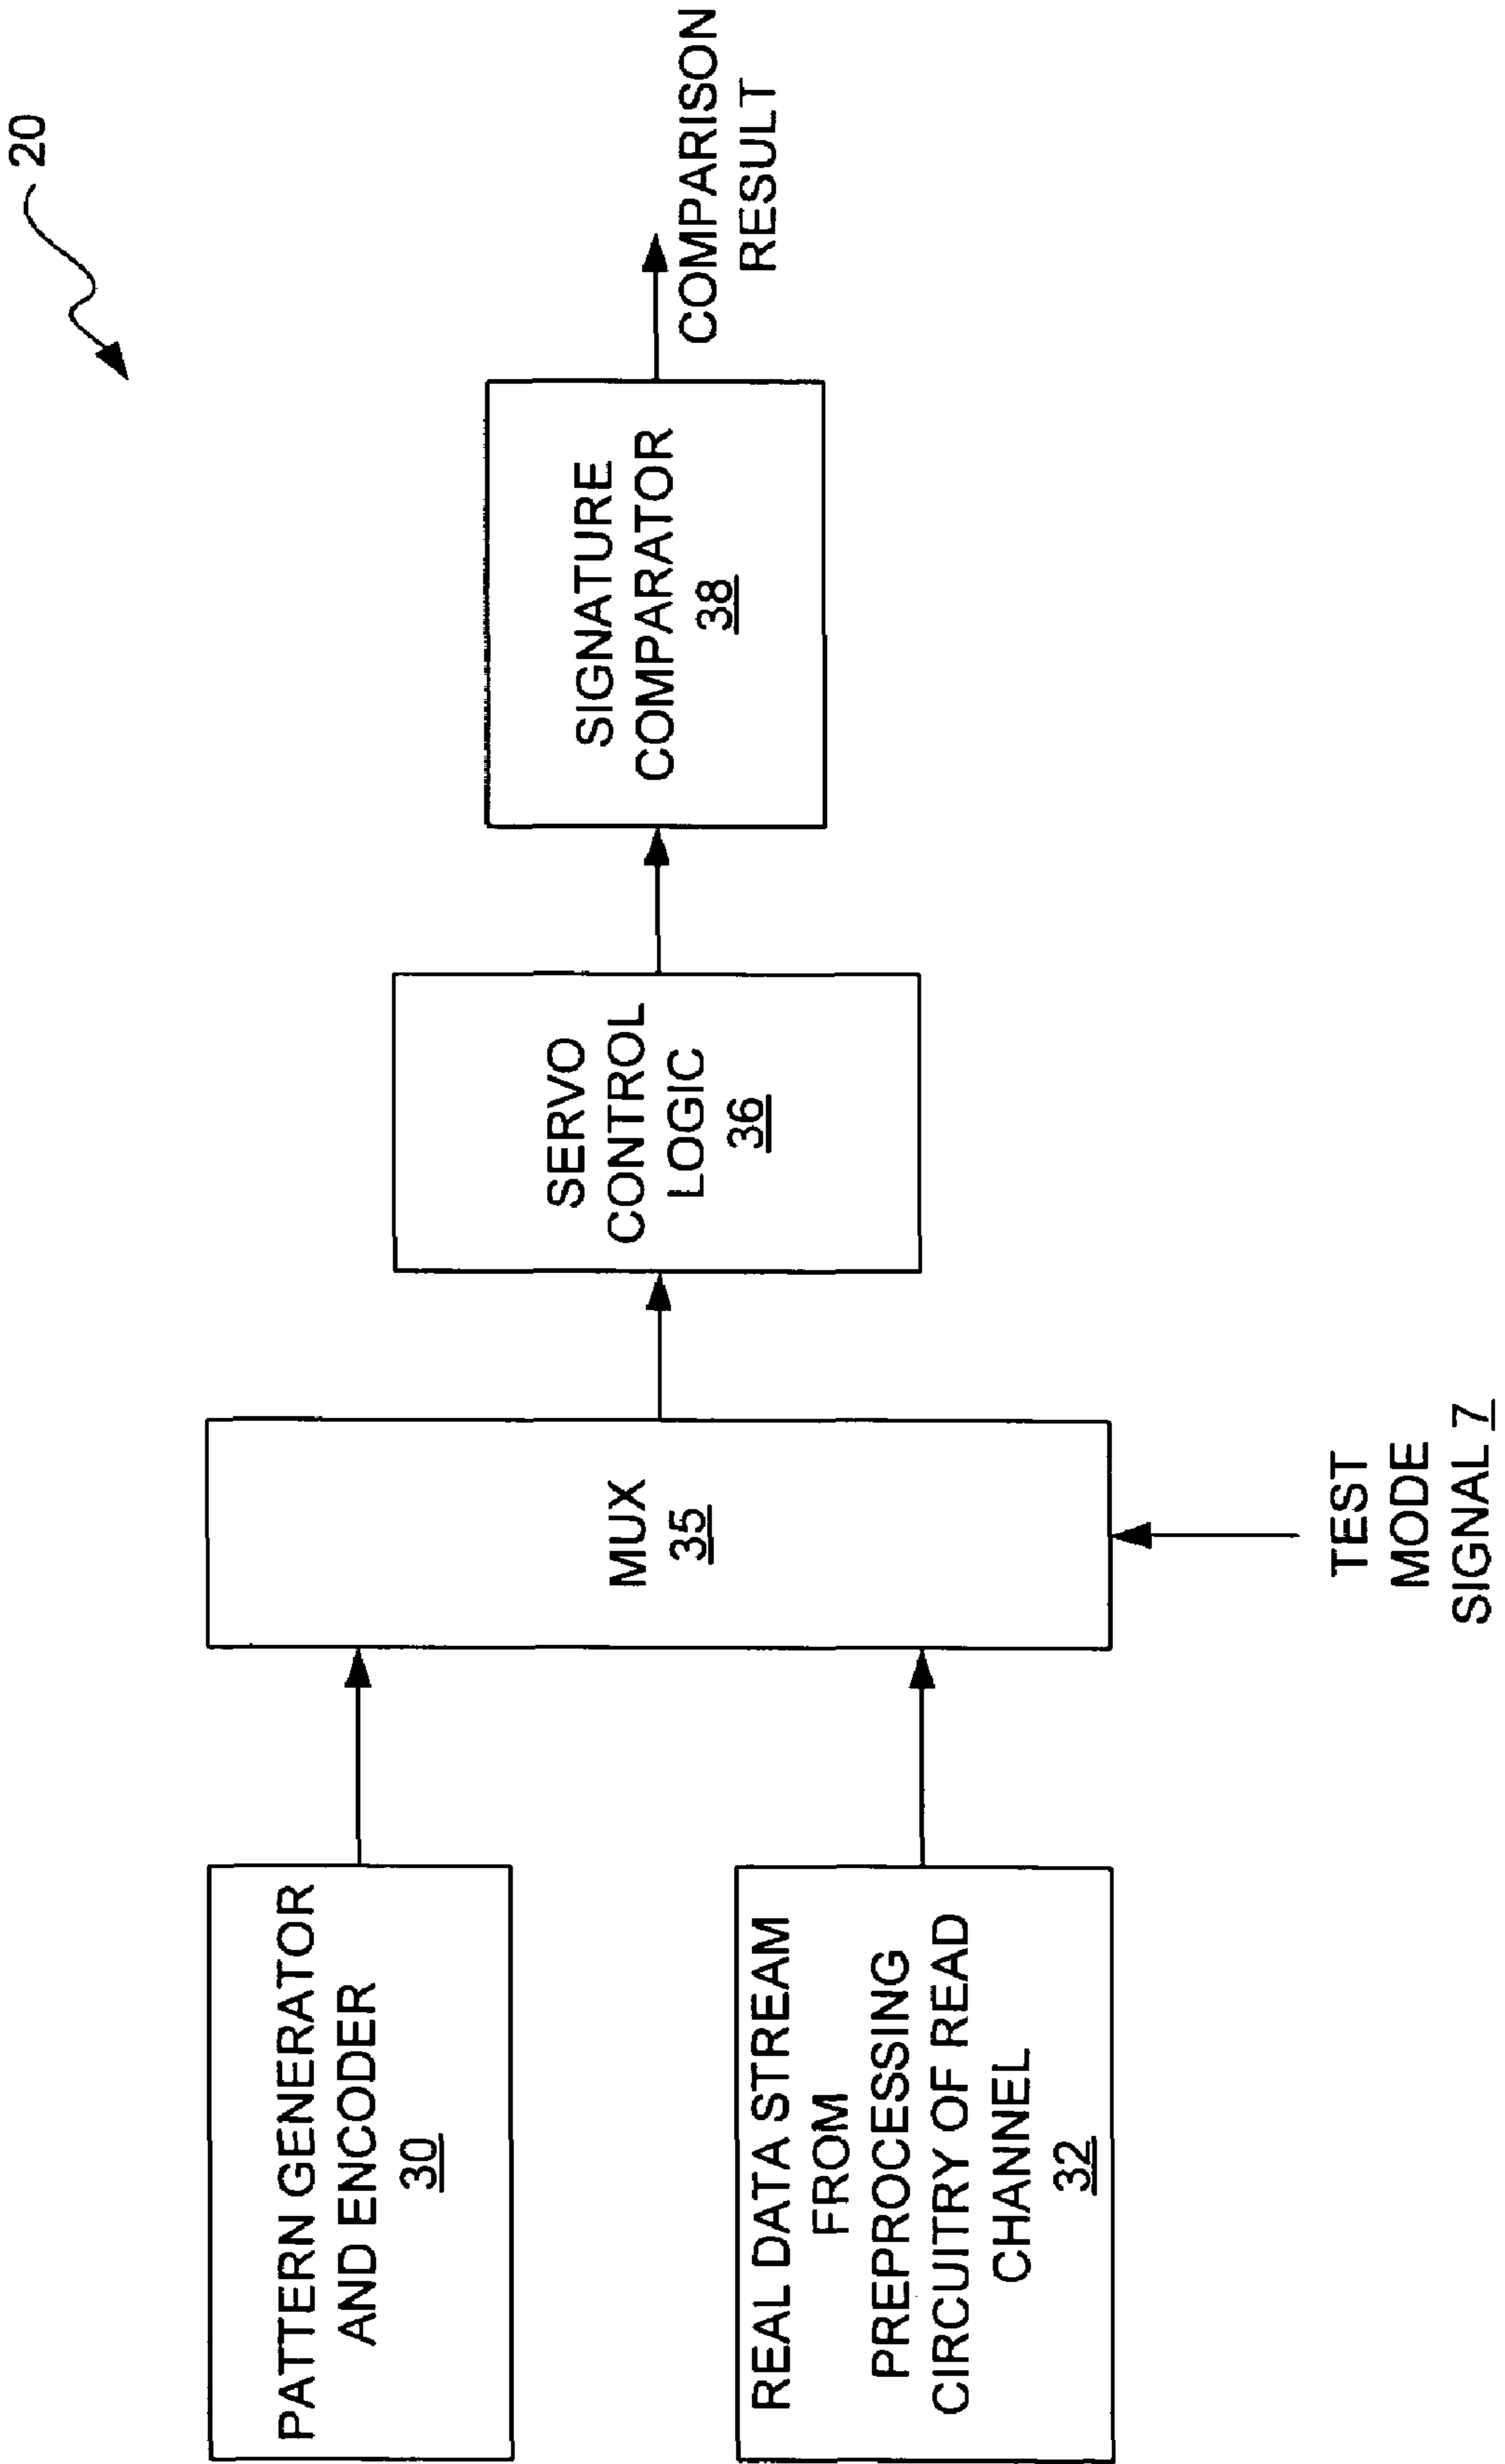 20
PATTERN GENERATOR
AND ENCODER
30
REAL DATA STREAM
FROM
PREPROCESSING
CIRCUITRY OF READ
CHANNEL
32
MUX
35
TEST
MODE
SIGNAL 7
SERVO
CONTROL
LOGIC
36
SIGNATURE
COMPARATOR
38
COMPARISON
RESULT